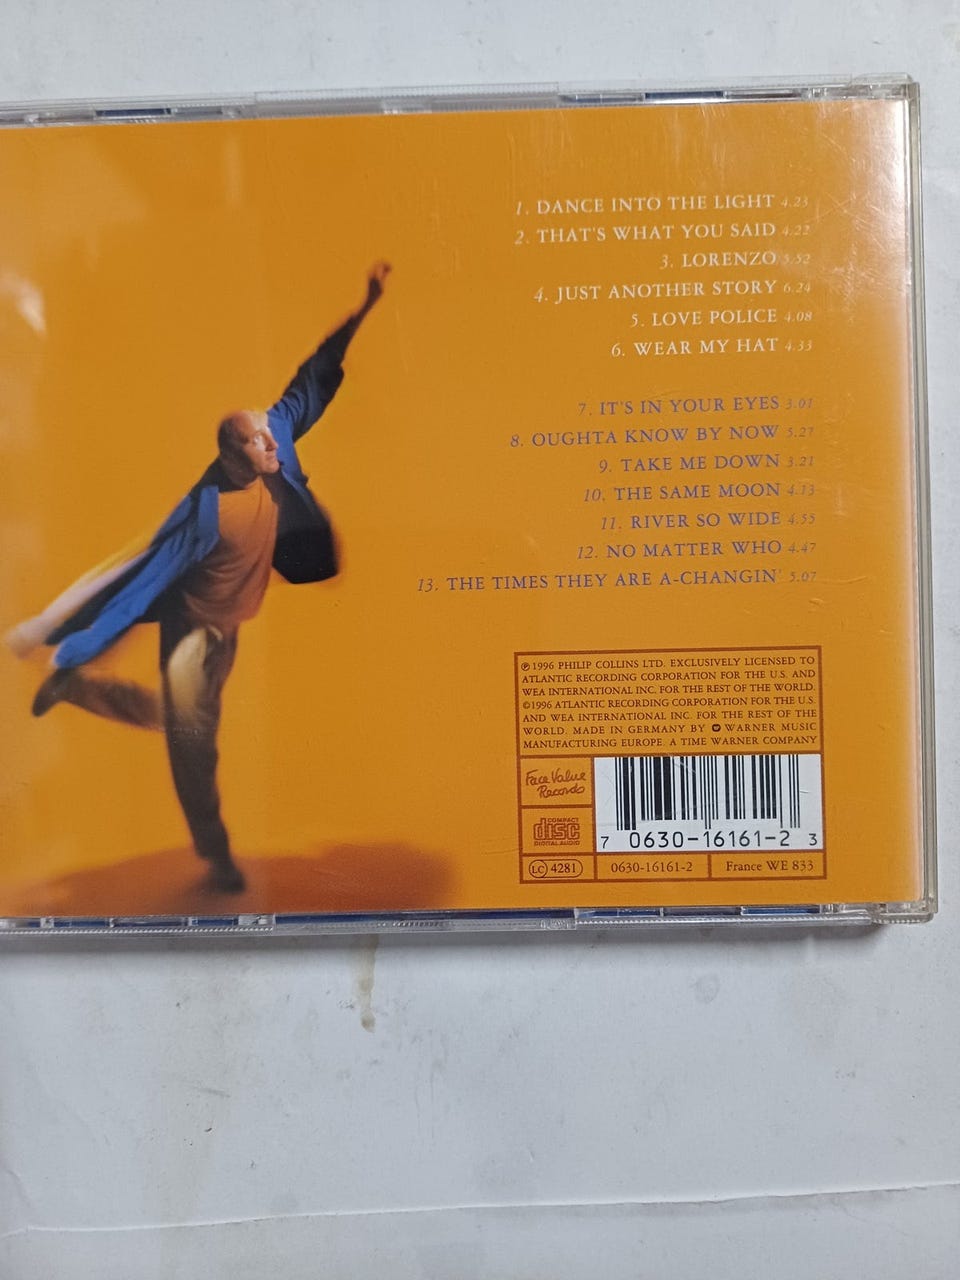 1. DANCE INTO THE LIGHT 4.23
2. THAT'S WHAT YOU SAID 4.22
3. LORENZO 5.52
4. JUST ANOTHER STORY 6.24
5. LOVE POLICE 4.08
6. WEAR MY HAT 4.33
7. IT'S IN YOUR EYES 3.01
8. OUGHTA KNOW BY NOW 5.27
9. TAKE ME DOWN 3.21
10. THE SAME MOON 4.13
11. RIVER SO WIDE 4.55
12. NO MATTER WHO 4.47
13. THE TIMES THEY ARE A-CHANGIN' 5.07
℗ 1996 PHILIP COLLINS LTD. EXCLUSIVELY LICENSED TO
ATLANTIC RECORDING CORPORATION FOR THE U.S. AND
WEA INTERNATIONAL INC. FOR THE REST OF THE WORLD.
©1996 ATLANTIC RECORDING CORPORATION FOR THE U.S.
AND WEA INTERNATIONAL INC. FOR THE REST OF THE
WORLD. MADE IN GERMANY BY WARNER MUSIC
MANUFACTURING EUROPE. A TIME WARNER COMPANY
Face Value
Records
COMPACT
disc
DIGITAL AUDIO
7 0630-16161-2 3
LC 4281
0630-16161-2
France WE 833